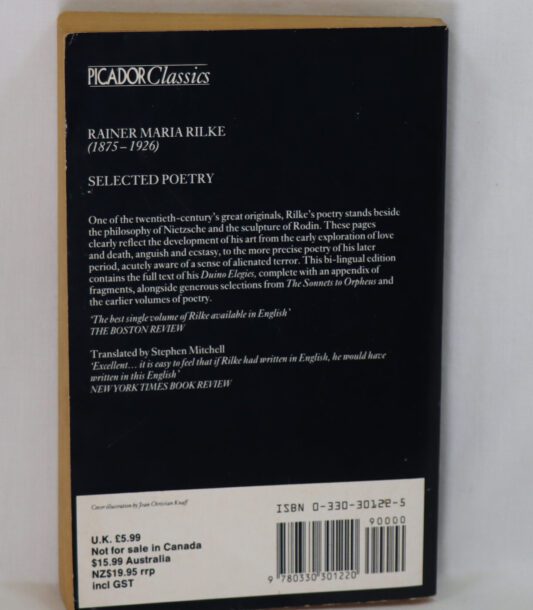 PICADOR Classics
RAINER MARIA RILKE
(1875–1926)
SELECTED POETRY
One of the twentieth-century's great originals, Rilke's poetry stands beside
the philosophy of Nietzsche and the sculpture of Rodin. These pages
clearly reflect the development of his art from the early exploration of love
and death, anguish and ecstasy, to the more precise poetry of his later
period, acutely aware of a sense of alienated terror. This bi-lingual edition
contains the full text of his Duino Elegies, complete with an appendix of
fragments, alongside generous selections from The Sonnets to Orpheus and
the earlier volumes of poetry.
'The best single volume of Rilke available in English'
THE BOSTON REVIEW
Translated by Stephen Mitchell
'Excellent... it is easy to feel that if Rilke had written in English, he would have
written in this English'
NEW YORK TIMES BOOK REVIEW
Cover illustration by Jean Christian Knaff
U.K. £5.99
Not for sale in Canada
$15.99 Australia
NZ$19.95 rrp
incl GST
ISBN 0-330-30122-5
90000
9 780330 301220